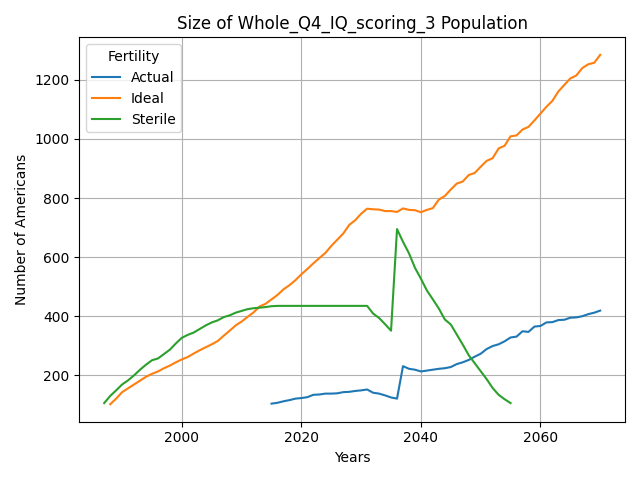 Size of Whole_Q4_IQ_scoring_3 Population
Fertility
Actual
Ideal
Sterile
Number of Americans
1200
1000
800
600
400
200
2000 2020 2040 2060
Years